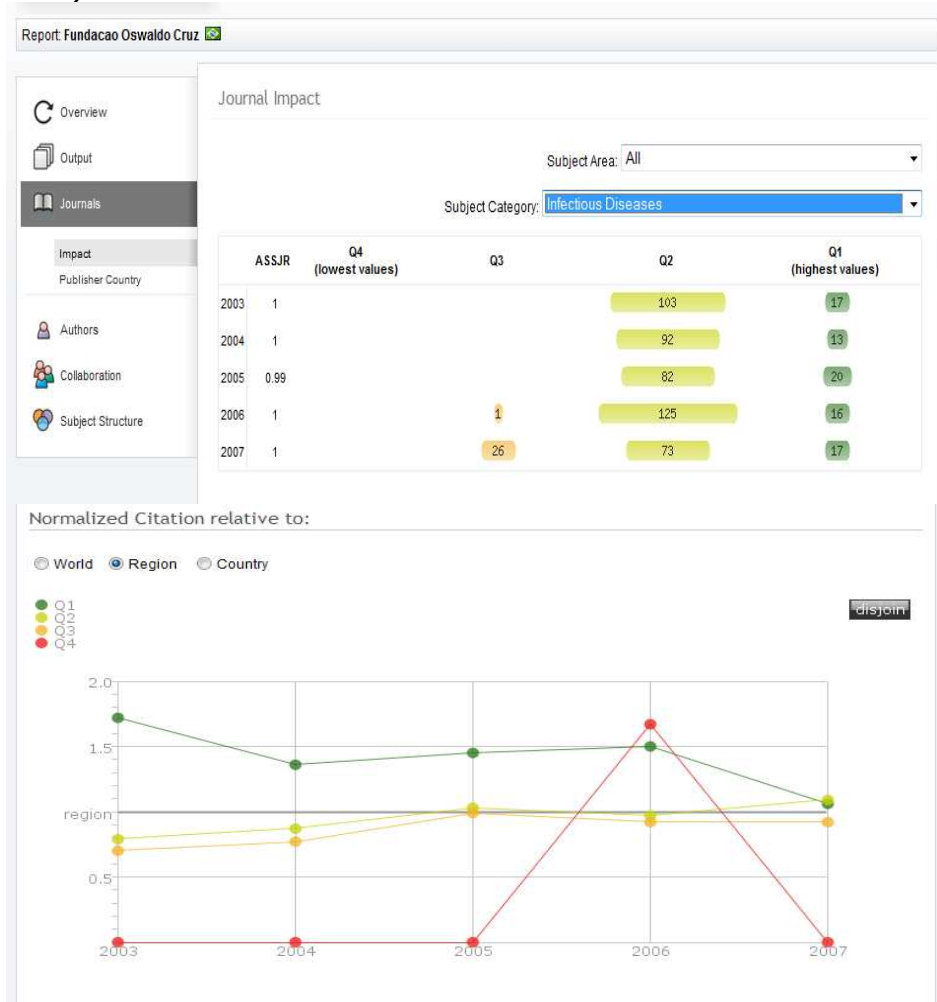 Report: Fundacao Oswaldo Cruz
Overview
Output
Journals
Impact
Publisher Country
Authors
Collaboration
Subject Structure
Journal Impact
Subject Area: All
Subject Category: Infectious Diseases
ASSJR Q4 (lowest values) Q3 Q2 Q1 (highest values)
2003 1 103 17
2004 1 92 13
2005 0.99 82 20
2006 1 1 125 16
2007 1 26 73 17
Normalized Citation relative to:
World Region Country
Q1
Q2
Q3
Q4
disjoin
2.0
1.5
region
0.5
2003 2004 2005 2006 2007